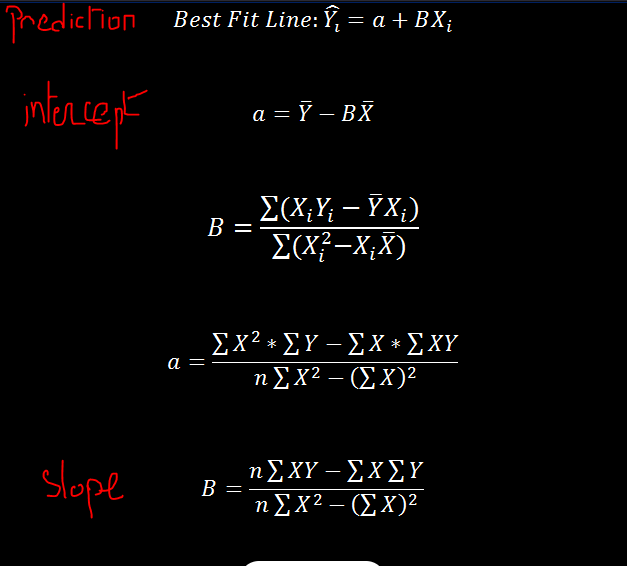 Prediction Best Fit Line: Ŷᵢ = a + BXᵢ
intercept a = Ȳ − BX̄
B = ∑(XᵢYᵢ − ȲXᵢ) / ∑(Xᵢ²−XᵢX̄)
a = ∑X² * ∑Y − ∑X * ∑XY / n∑X² − (∑X)²
slope B = n∑XY − ∑X∑Y / n∑X² − (∑X)²